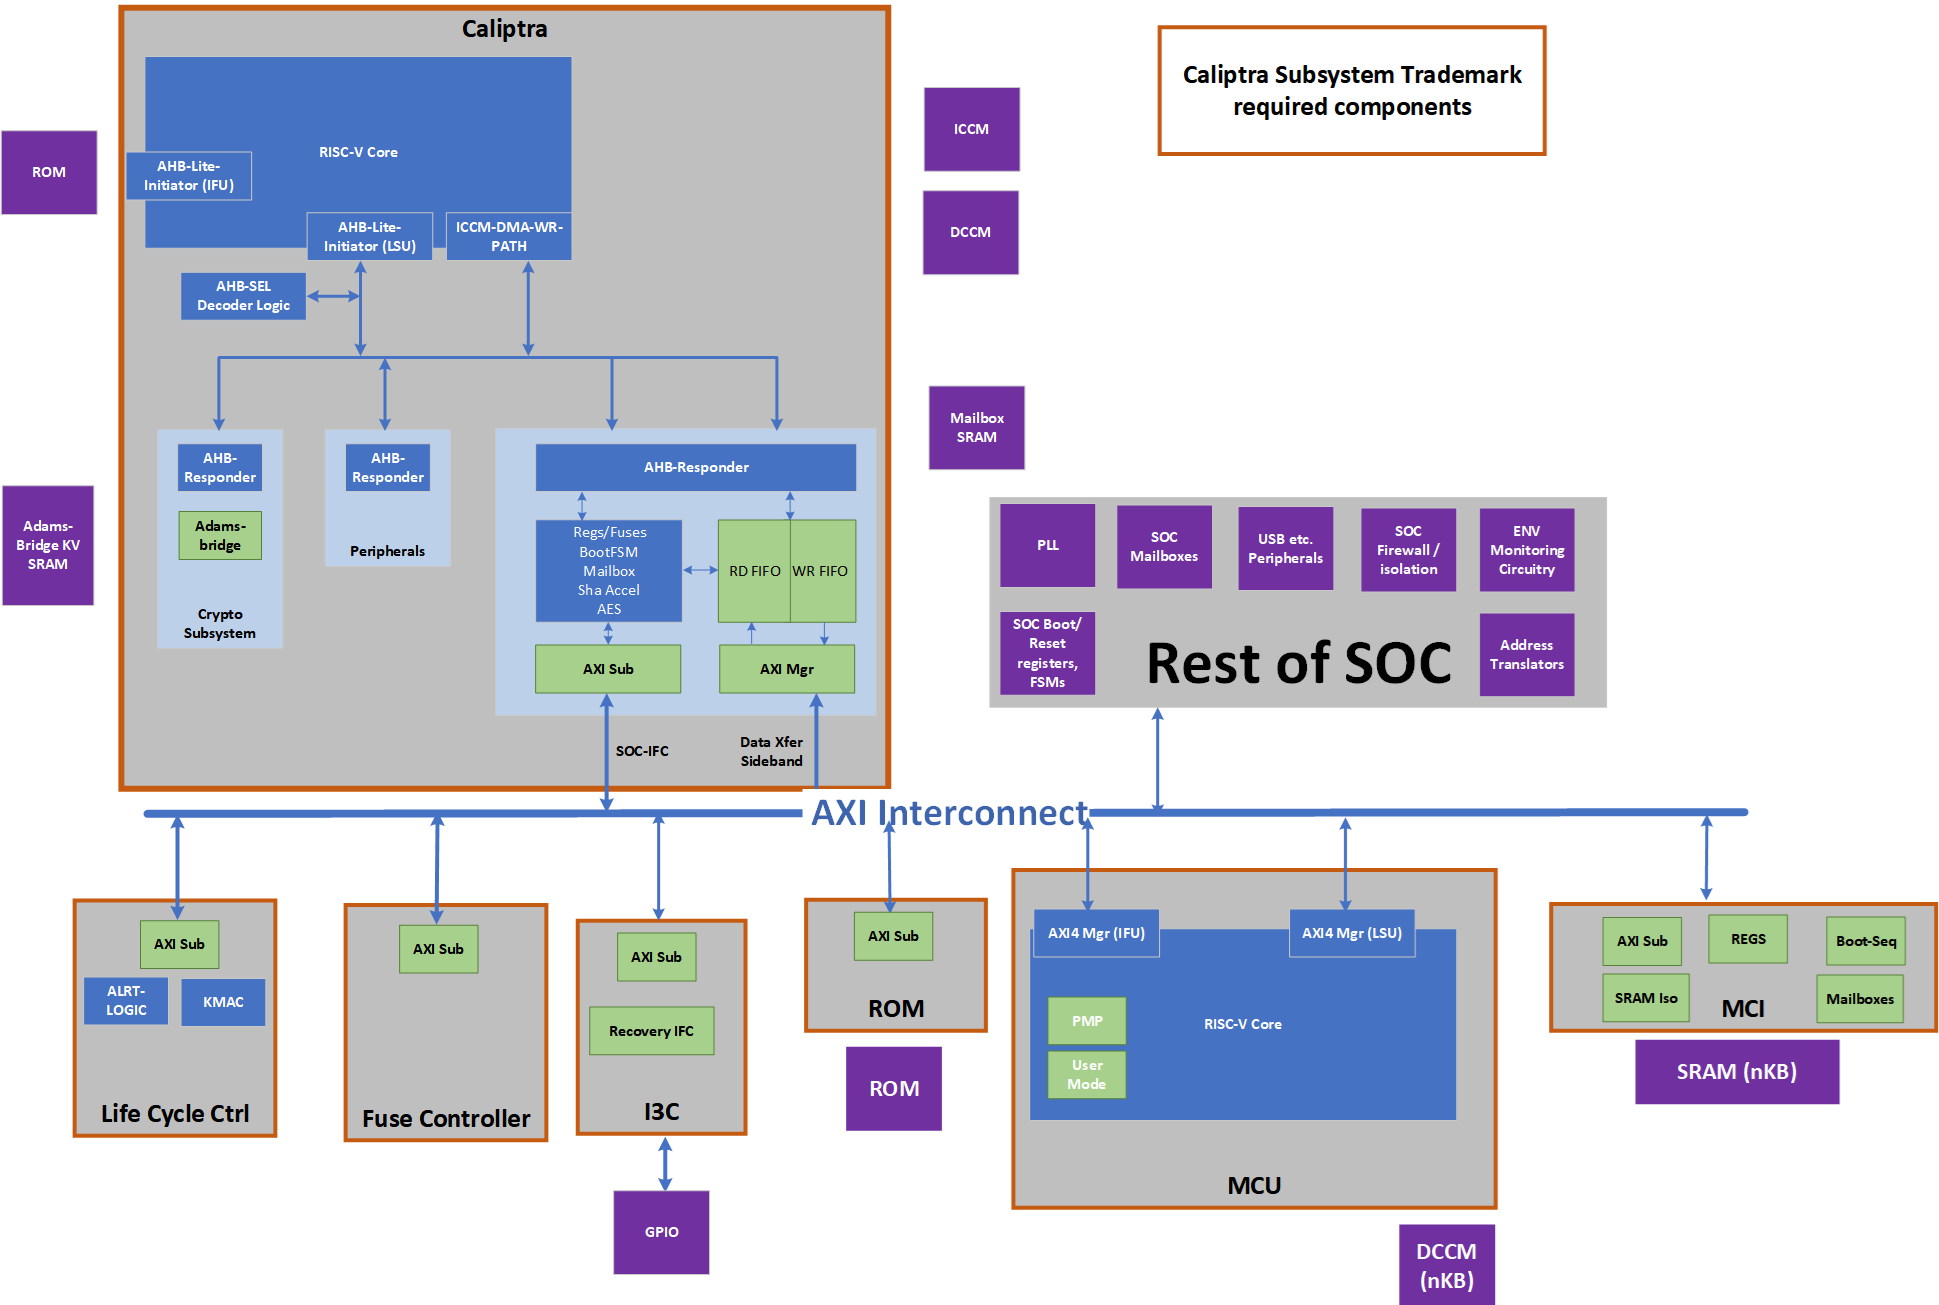 Caliptra
Caliptra Subsystem Trademark
required components
ROM
RISC-V Core
AHB-Lite-
Initiator (IFU)
AHB-Lite-
Initiator (LSU)
ICCM-DMA-WR-
PATH
AHB-SEL
Decoder Logic
ICCM
DCCM
Mailbox
SRAM
Adams-
Bridge KV
SRAM
AHB-
Responder
Adams-
bridge
Crypto
Subsystem
AHB-
Responder
Peripherals
AHB-Responder
Regs/Fuses
BootFSM
Mailbox
Sha Accel
AES
RD FIFO
WR FIFO
AXI Sub
AXI Mgr
SOC-IFC
Data Xfer
Sideband
PLL
SOC
Mailboxes
USB etc.
Peripherals
SOC
Firewall /
isolation
ENV
Monitoring
Circuitry
SOC Boot/
Reset
registers,
FSMs
Rest of SOC
Address
Translators
AXI Interconnect
AXI Sub
ALRT-
LOGIC
KMAC
Life Cycle Ctrl
AXI Sub
Fuse Controller
AXI Sub
Recovery IFC
I3C
GPIO
AXI Sub
ROM
ROM
AXI4 Mgr (IFU)
AXI4 Mgr (LSU)
PMP
User
Mode
RISC-V Core
MCU
DCCM
(nKB)
AXI Sub
REGS
Boot-Seq
SRAM Iso
MCI
Mailboxes
SRAM (nKB)